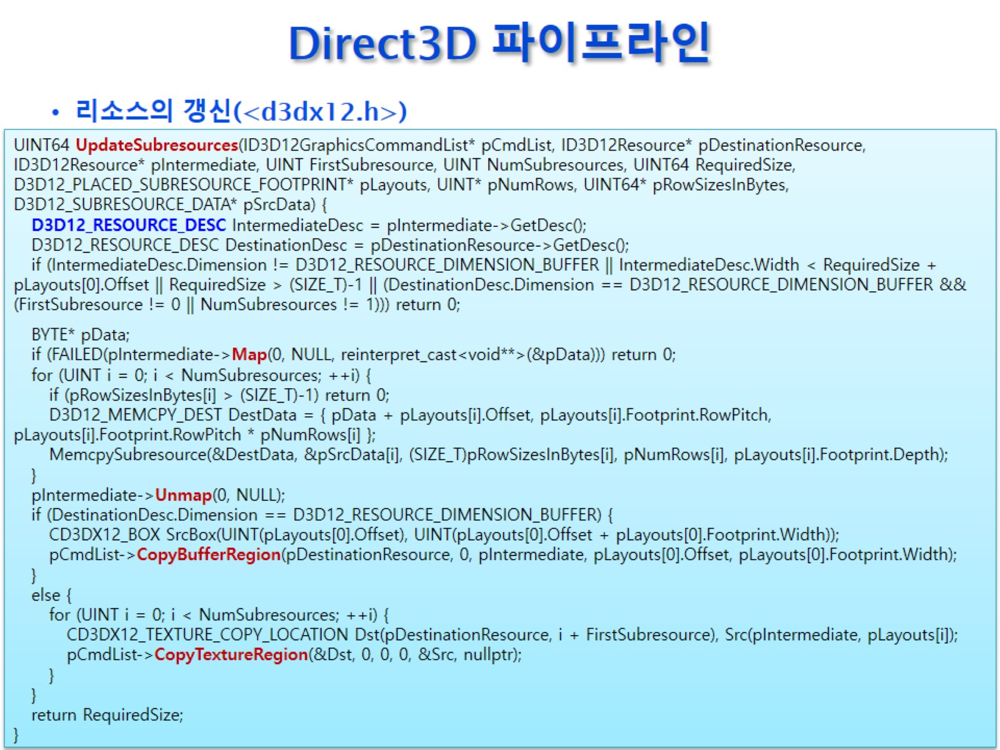 Direct3D 파이프라인
• 리소스의 갱신(<d3dx12.h>)
UINT64 UpdateSubresources(ID3D12GraphicsCommandList* pCmdList, ID3D12Resource* pDestinationResource,
ID3D12Resource* pIntermediate, UINT FirstSubresource, UINT NumSubresources, UINT64 RequiredSize,
D3D12_PLACED_SUBRESOURCE_FOOTPRINT* pLayouts, UINT* pNumRows, UINT64* pRowSizesInBytes,
D3D12_SUBRESOURCE_DATA* pSrcData) {
D3D12_RESOURCE_DESC IntermediateDesc = pIntermediate->GetDesc();
D3D12_RESOURCE_DESC DestinationDesc = pDestinationResource->GetDesc();
if (IntermediateDesc.Dimension != D3D12_RESOURCE_DIMENSION_BUFFER || IntermediateDesc.Width < RequiredSize +
pLayouts[0].Offset || RequiredSize > (SIZE_T)-1 || (DestinationDesc.Dimension == D3D12_RESOURCE_DIMENSION_BUFFER &&
(FirstSubresource != 0 || NumSubresources != 1))) return 0;
BYTE* pData;
if (FAILED(pIntermediate->Map(0, NULL, reinterpret_cast<void**>(&pData))) return 0;
for (UINT i = 0; i < NumSubresources; ++i) {
if (pRowSizesInBytes[i] > (SIZE_T)-1) return 0;
D3D12_MEMCPY_DEST DestData = { pData + pLayouts[i].Offset, pLayouts[i].Footprint.RowPitch,
pLayouts[i].Footprint.RowPitch * pNumRows[i] };
MemcpySubresource(&DestData, &pSrcData[i], (SIZE_T)pRowSizesInBytes[i], pNumRows[i], pLayouts[i].Footprint.Depth);
}
pIntermediate->Unmap(0, NULL);
if (DestinationDesc.Dimension == D3D12_RESOURCE_DIMENSION_BUFFER) {
CD3DX12_BOX SrcBox(UINT(pLayouts[0].Offset), UINT(pLayouts[0].Offset + pLayouts[0].Footprint.Width));
pCmdList->CopyBufferRegion(pDestinationResource, 0, pIntermediate, pLayouts[0].Offset, pLayouts[0].Footprint.Width);
}
else {
for (UINT i = 0; i < NumSubresources; ++i) {
CD3DX12_TEXTURE_COPY_LOCATION Dst(pDestinationResource, i + FirstSubresource), Src(pIntermediate, pLayouts[i]);
pCmdList->CopyTextureRegion(&Dst, 0, 0, 0, &Src, nullptr);
}
}
return RequiredSize;
}